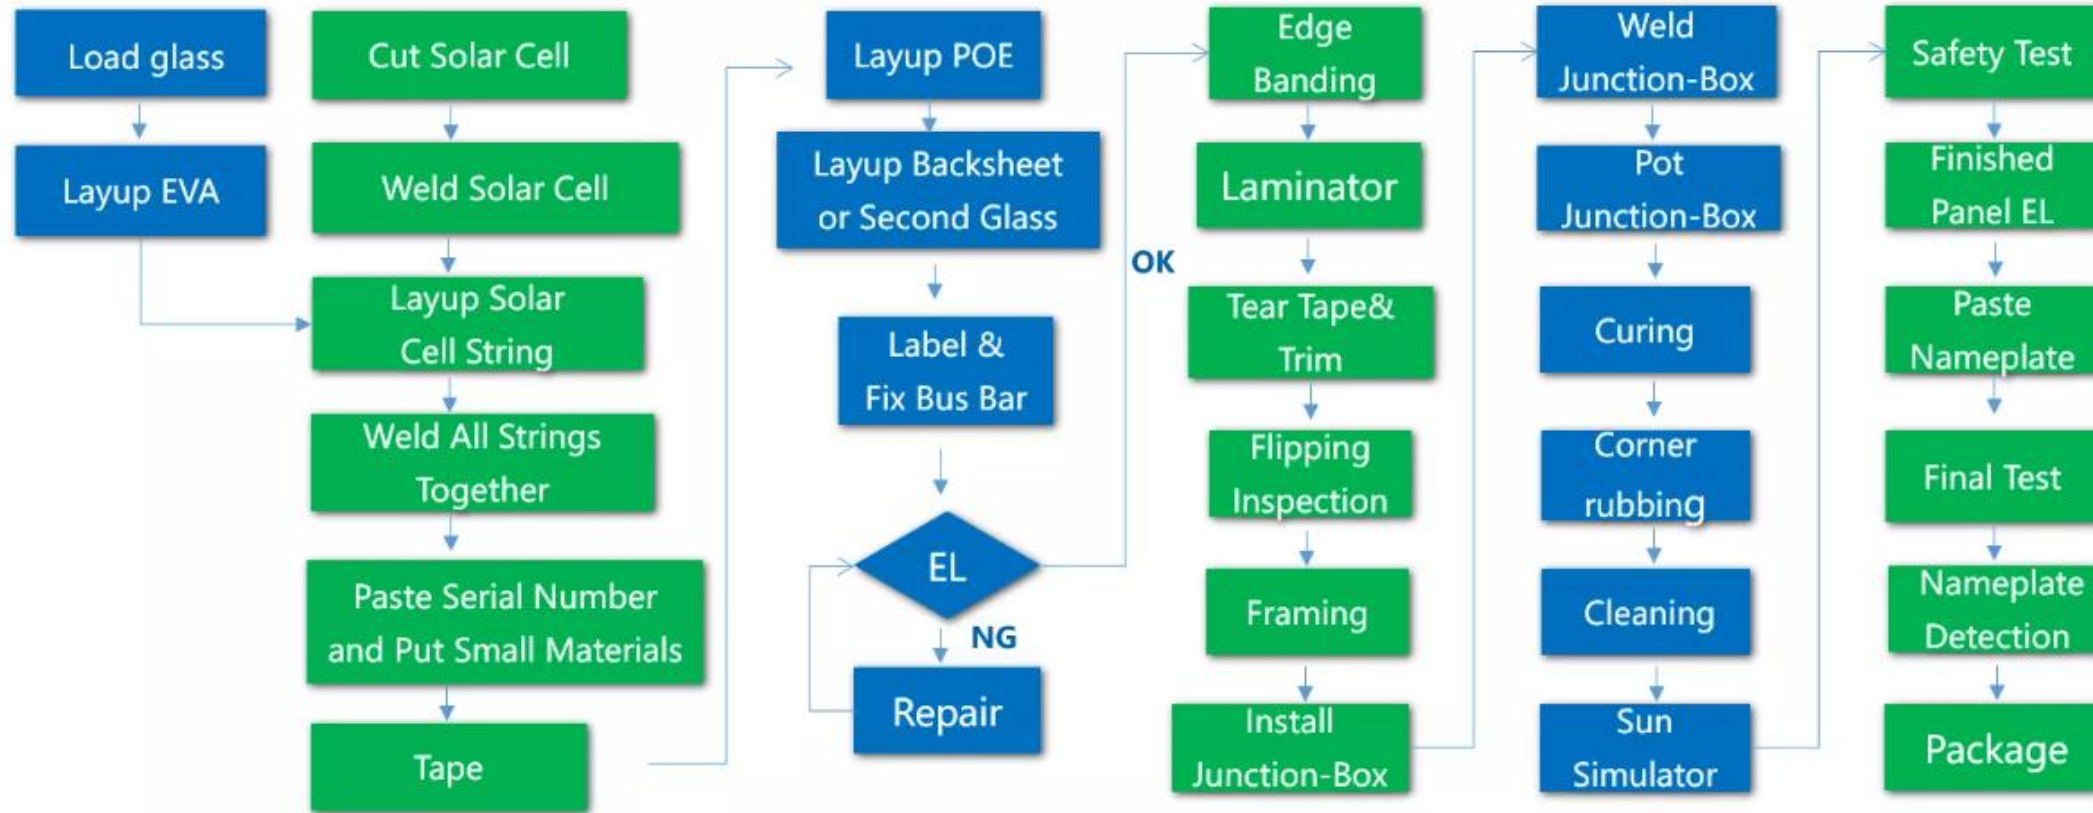 Load glass
Layup EVA
Cut Solar Cell
Weld Solar Cell
Layup Solar
Cell String
Weld All Strings
Together
Paste Serial Number
and Put Small Materials
Tape
Layup POE
Layup Backsheet
or Second Glass
Label &
Fix Bus Bar
EL
NG
Repair
OK
Edge
Banding
Laminator
Tear Tape&
Trim
Flipping
Inspection
Framing
Install
Junction-Box
Weld
Junction-Box
Pot
Junction-Box
Curing
Corner
rubbing
Cleaning
Sun
Simulator
Safety Test
Finished
Panel EL
Paste
Nameplate
Final Test
Nameplate
Detection
Package